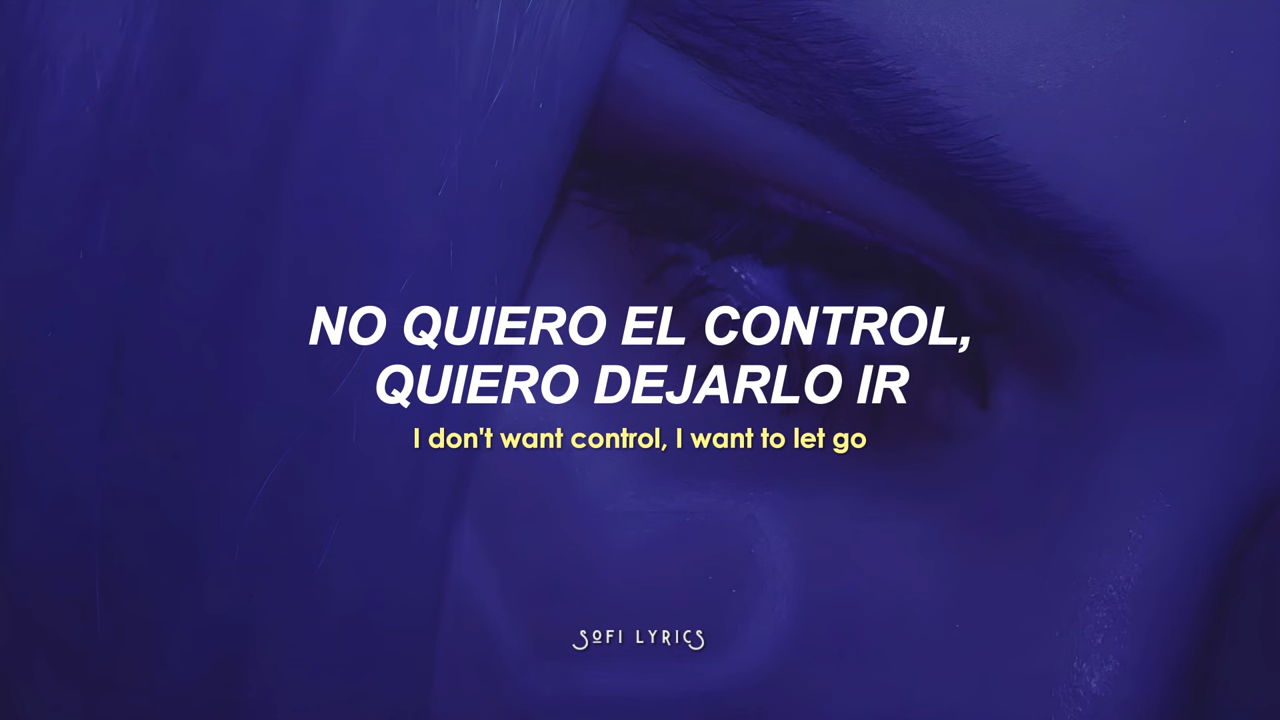 NO QUIERO EL CONTROL,
QUIERO DEJARLO IR
I don't want control, I want to let go
SOFI LYRICS